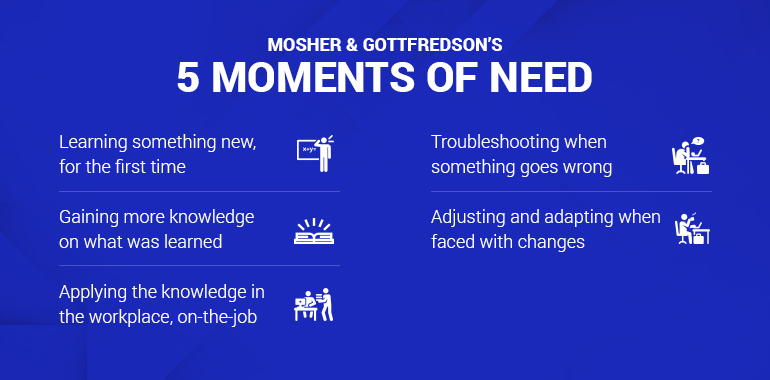 MOSHER & GOTTFREDSON'S
5 MOMENTS OF NEED
Learning something new,
for the first time
x+y=
Gaining more knowledge
on what was learned
Applying the knowledge in
the workplace, on-the-job
Troubleshooting when
something goes wrong
Adjusting and adapting when
faced with changes